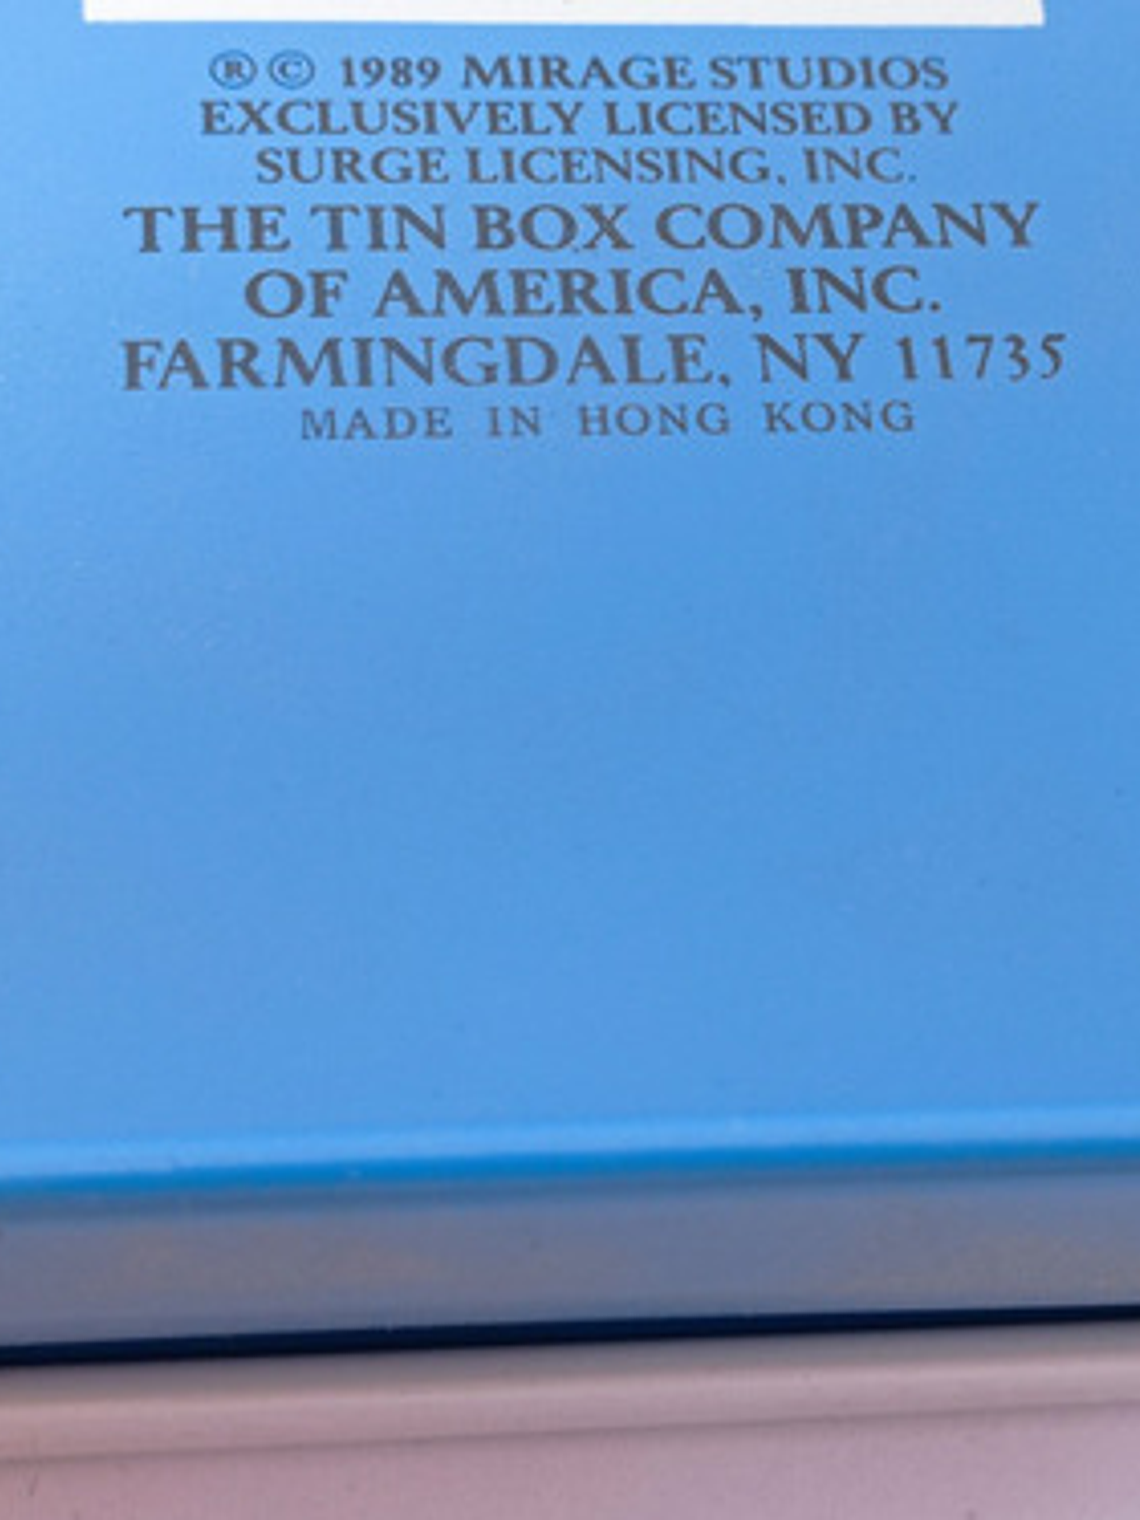 ®© 1989 MIRAGE STUDIOS
EXCLUSIVELY LICENSED BY
SURGE LICENSING, INC.
THE TIN BOX COMPANY
OF AMERICA, INC.
FARMINGDALE, NY 11735
MADE IN HONG KONG